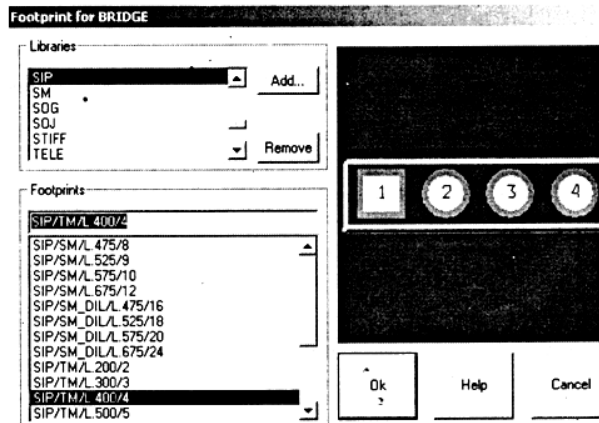 Footprint for BRIDGE
Libraries
SIP
SM
SOG
SOJ
STIFF
TELE
Add...
Remove
Footprints
SIP/TM/L.400/4
SIP/SM/L.475/8
SIP/SM/L.525/9
SIP/SM/L.575/10
SIP/SM/L.675/12
SIP/SM_DIL/L.475/16
SIP/SM_DIL/L.525/18
SIP/SM_DIL/L.575/20
SIP/SM_DIL/L.675/24
SIP/TM/L.200/2
SIP/TM/L.300/3
SIP/TM/L.400/4
SIP/TM/L.500/5
1 2 3 4
Ok Help Cancel